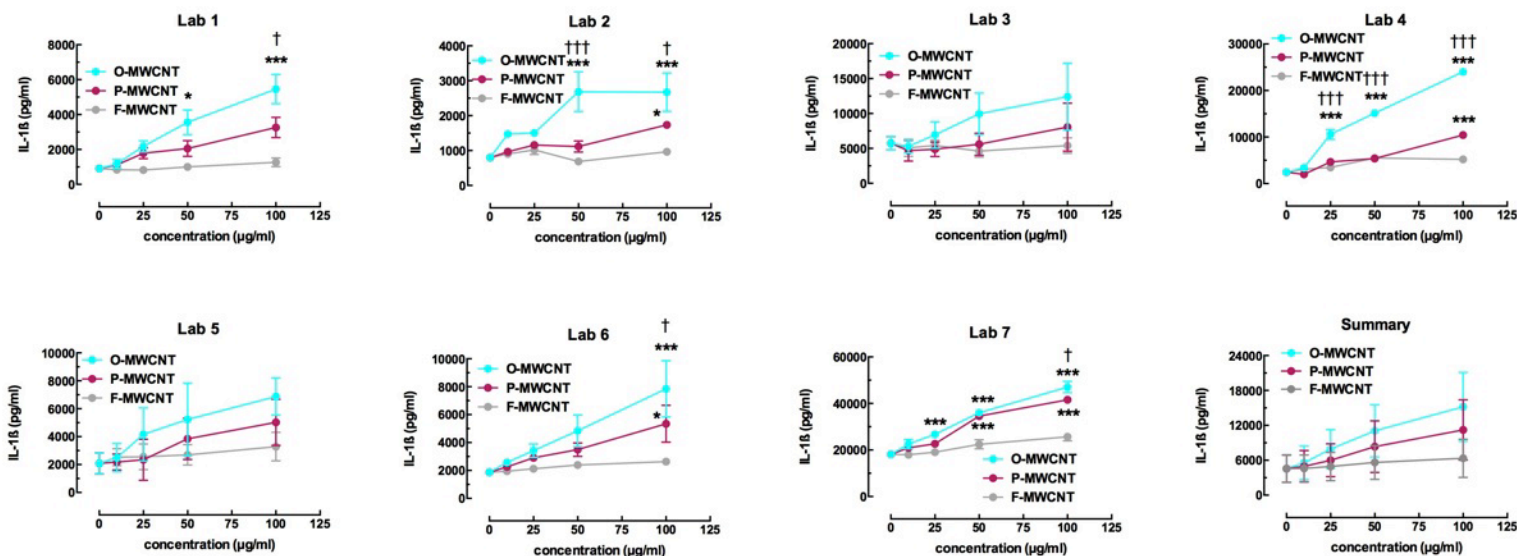 Lab 1
IL-1ß (pg/ml)
8000
6000
4000
2000
0
O-MWCNT
P-MWCNT
F-MWCNT
*
†
***
0 25 50 75 100 125
concentration (µg/ml)
Lab 2
IL-1ß (pg/ml)
4000
3000
2000
1000
0
O-MWCNT
P-MWCNT
F-MWCNT
†††
***
†
***
*
0 25 50 75 100 125
concentration (µg/ml)
Lab 3
IL-1ß (pg/ml)
20000
15000
10000
5000
0
O-MWCNT
P-MWCNT
F-MWCNT
0 25 50 75 100 125
concentration (µg/ml)
Lab 4
IL-1ß (pg/ml)
30000
20000
10000
0
O-MWCNT
P-MWCNT
F-MWCNT
†††
***
†††
***
†††
***
***
0 25 50 75 100 125
concentration (µg/ml)
Lab 5
IL-1ß (pg/ml)
10000
8000
6000
4000
2000
0
O-MWCNT
P-MWCNT
F-MWCNT
0 25 50 75 100 125
concentration (µg/ml)
Lab 6
IL-1ß (pg/ml)
10000
8000
6000
4000
2000
0
O-MWCNT
P-MWCNT
F-MWCNT
†
***
*
0 25 50 75 100 125
concentration (µg/ml)
Lab 7
IL-1ß (pg/ml)
60000
40000
20000
0
***
***
***
†
***
***
O-MWCNT
P-MWCNT
F-MWCNT
0 25 50 75 100 125
concentration (µg/ml)
Summary
IL-1ß (pg/ml)
24000
18000
12000
6000
0
O-MWCNT
P-MWCNT
F-MWCNT
0 25 50 75 100 125
concentration (µg/ml)